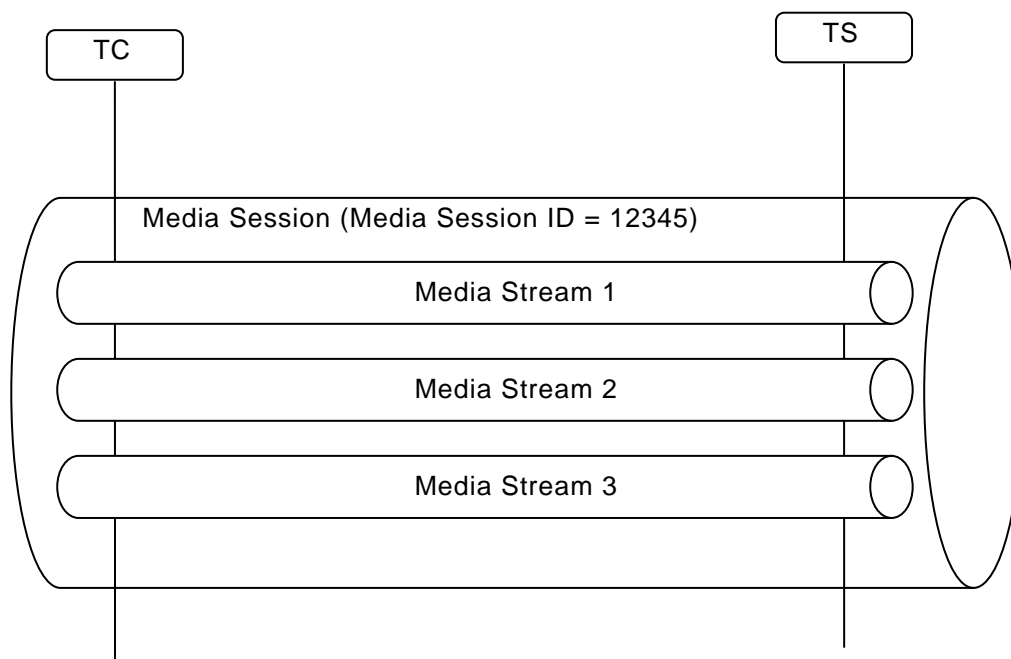 TC
TS
Media Session (Media Session ID = 12345)
Media Stream 1
Media Stream 2
Media Stream 3